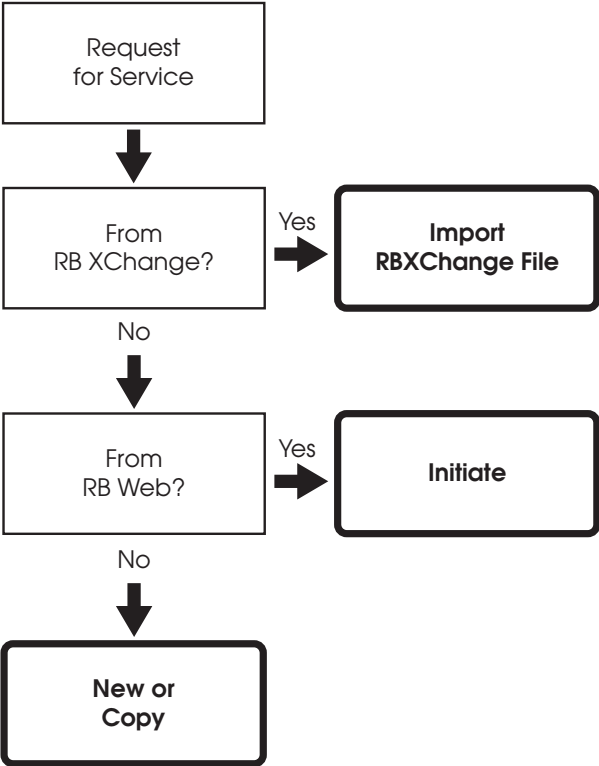 Request
for Service
From
RB XChange?
Yes
Import
RBXChange File
No
From
RB Web?
Yes
Initiate
No
New or
Copy